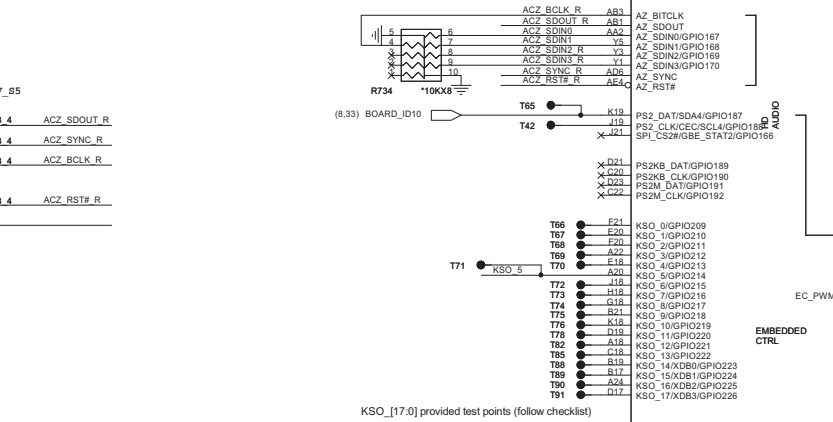 ACZ_BCLK_R AB3 AZ_BITCLK
ACZ_SDOUT_R AB1 AZ_SDOUT
5 6 ACZ_SDIN0 AA2 AZ_SDIN0/GPIO167
4 7 ACZ_SDIN1 Y5 AZ_SDIN1/GPIO168
8 ACZ_SDIN2_R Y3 AZ_SDIN2/GPIO169
9 ACZ_SDIN3_R Y1 AZ_SDIN3/GPIO170
10 ACZ_SYNC_R AD6 AZ_SYNC
ACZ_RST#_R AE4 AZ_RST#
R734 *10KX8
_S5
T65
(8,33) BOARD_ID10 K19 PS2_DAT/SDA4/GPIO187
T42 J19 PS2_CLK/CEC/SCL4/GPIO188
J21 SPI_CS2#/GBE_STAT2/GPIO166
HD AUDIO
_4 ACZ_SDOUT_R
_4 ACZ_SYNC_R
_4 ACZ_BCLK_R
_4 ACZ_RST#_R
D21 PS2KB_DAT/GPIO189
C20 PS2KB_CLK/GPIO190
D23 PS2M_DAT/GPIO191
C22 PS2M_CLK/GPIO192
T66 F21 KSO_0/GPIO209
T67 E20 KSO_1/GPIO210
T68 F20 KSO_2/GPIO211
T69 A22 KSO_3/GPIO212
T70 E18 KSO_4/GPIO213
T71 KSO_5 A20 KSO_5/GPIO214
T72 J18 KSO_6/GPIO215
T73 H18 KSO_7/GPIO216
T74 G18 KSO_8/GPIO217
T75 B21 KSO_9/GPIO218
T76 K18 KSO_10/GPIO219
T78 D19 KSO_11/GPIO220
T82 A18 KSO_12/GPIO221
T85 C18 KSO_13/GPIO222
T88 B19 KSO_14/XDB0/GPIO223
T89 B17 KSO_15/XDB1/GPIO224
T90 A24 KSO_16/XDB2/GPIO225
T91 D17 KSO_17/XDB3/GPIO226
EC_PWM
EMBEDDED
CTRL
KSO_[17:0] provided test points (follow checklist)